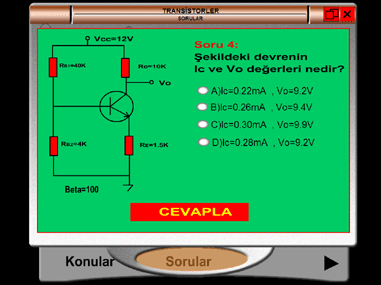 TRANSİSTÖRLER
SORULAR
Vcc=12V
RB1=40K
Rc=10K
Vo
RB2=4K
RE=1.5K
Beta=100
Soru 4:
Şekildeki devrenin
Ic ve Vo değerleri nedir?
A)Ic=0.22mA , Vo=9.2V
B)Ic=0.26mA , Vo=9.4V
C)Ic=0.30mA , Vo=9.9V
D)Ic=0.28mA , Vo=9.2V
CEVAPLA
Konular
Sorular